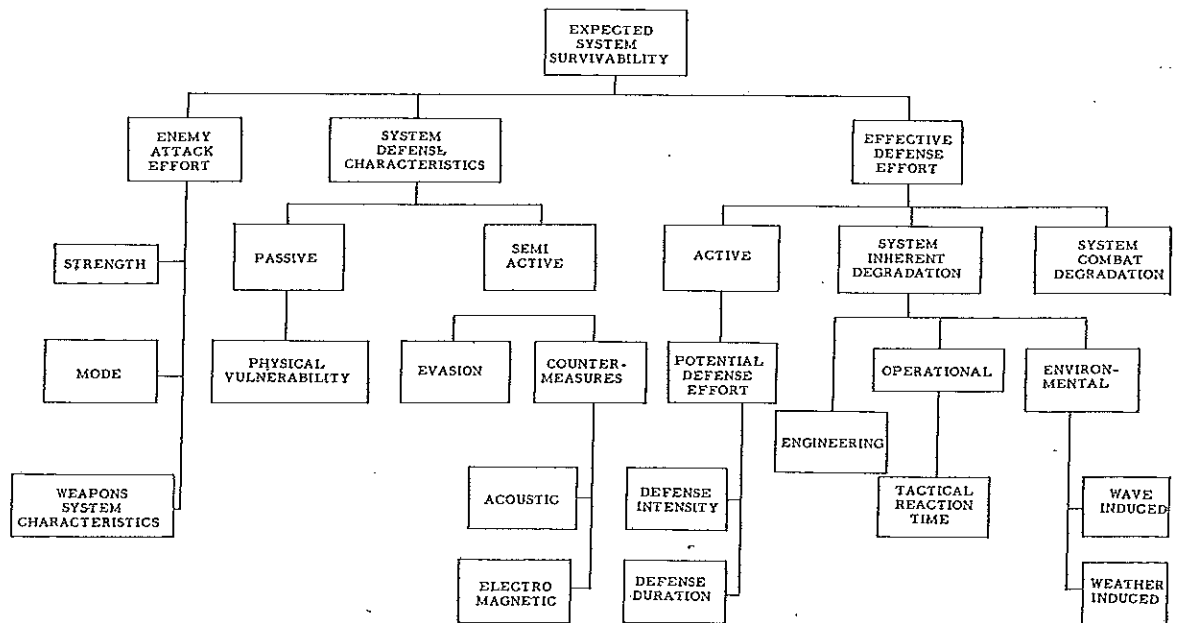 EXPECTED
SYSTEM
SURVIVABILITY
ENEMY
ATTACK
EFFORT
SYSTEM
DEFENSE
CHARACTERISTICS
EFFECTIVE
DEFENSE
EFFORT
STRENGTH
PASSIVE
SEMI
ACTIVE
ACTIVE
SYSTEM
INHERENT
DEGRADATION
SYSTEM
COMBAT
DEGRADATION
MODE
PHYSICAL
VULNERABILITY
EVASION
COUNTER-
MEASURES
POTENTIAL
DEFENSE
EFFORT
OPERATIONAL
ENVIRON-
MENTAL
ENGINEERING
WEAPONS
SYSTEM
CHARACTERISTICS
ACOUSTIC
DEFENSE
INTENSITY
TACTICAL
REACTION
TIME
WAVE
INDUCED
ELECTRO
MAGNETIC
DEFENSE
DURATION
WEATHER
INDUCED